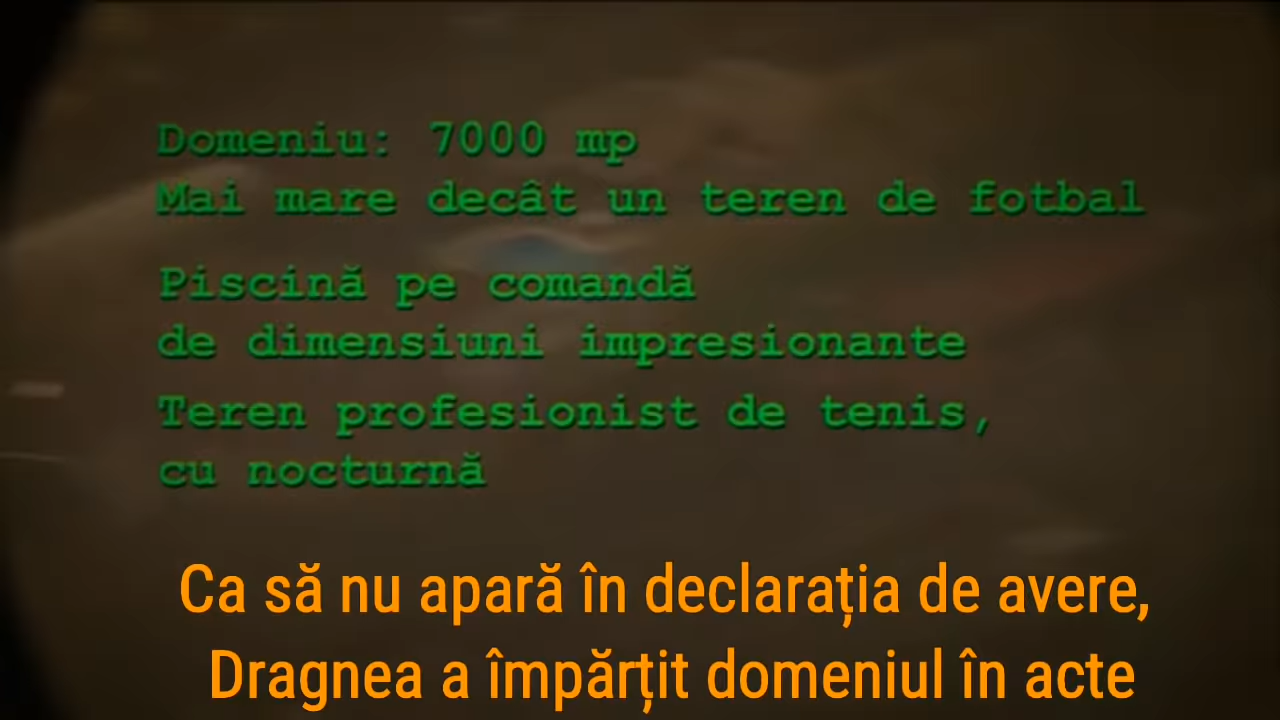 Domeniu: 7000 mp
Mai mare decât un teren de fotbal
Piscină pe comandă
de dimensiuni impresionante
Teren profesionist de tenis,
cu nocturnă
Ca să nu apară în declarația de avere,
Dragnea a împărțit domeniul în acte